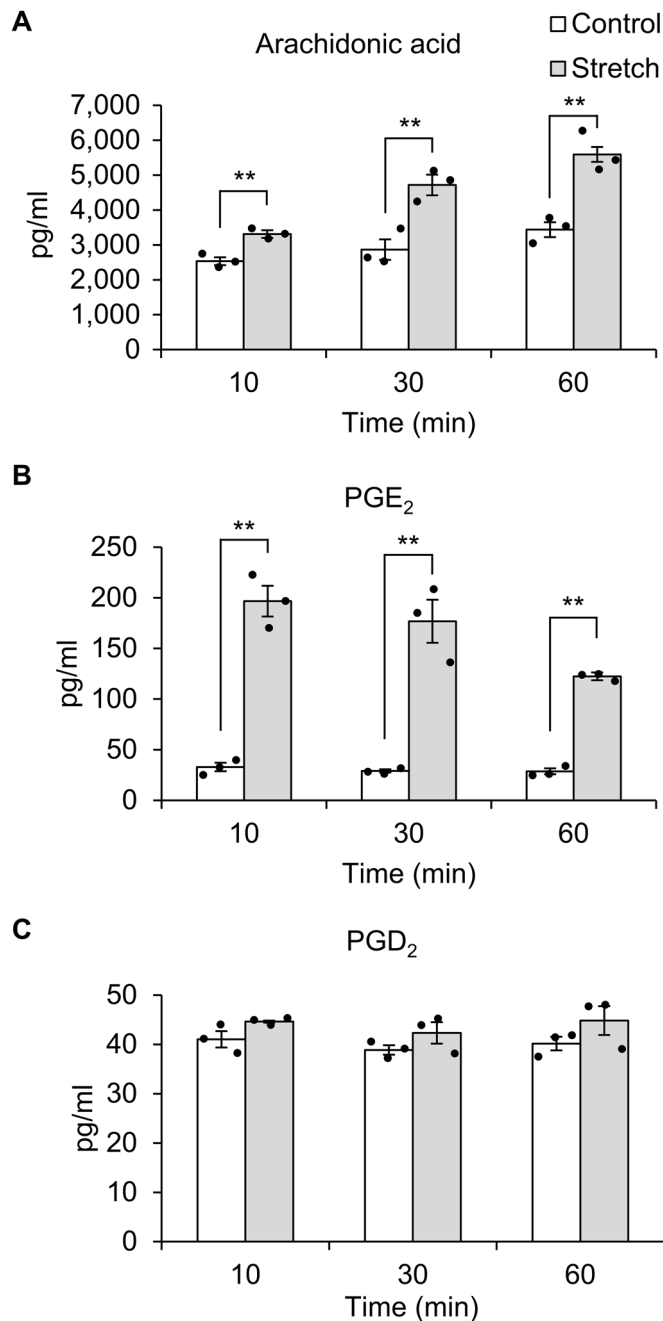 A
Arachidonic acid
Control
Stretch
7,000
6,000
5,000
4,000
3,000
2,000
1,000
0
pg/ml
**
**
**
10 30 60
Time (min)
B
PGE₂
250
200
150
100
50
0
pg/ml
**
**
**
10 30 60
Time (min)
C
PGD₂
50
40
30
20
10
0
pg/ml
10 30 60
Time (min)